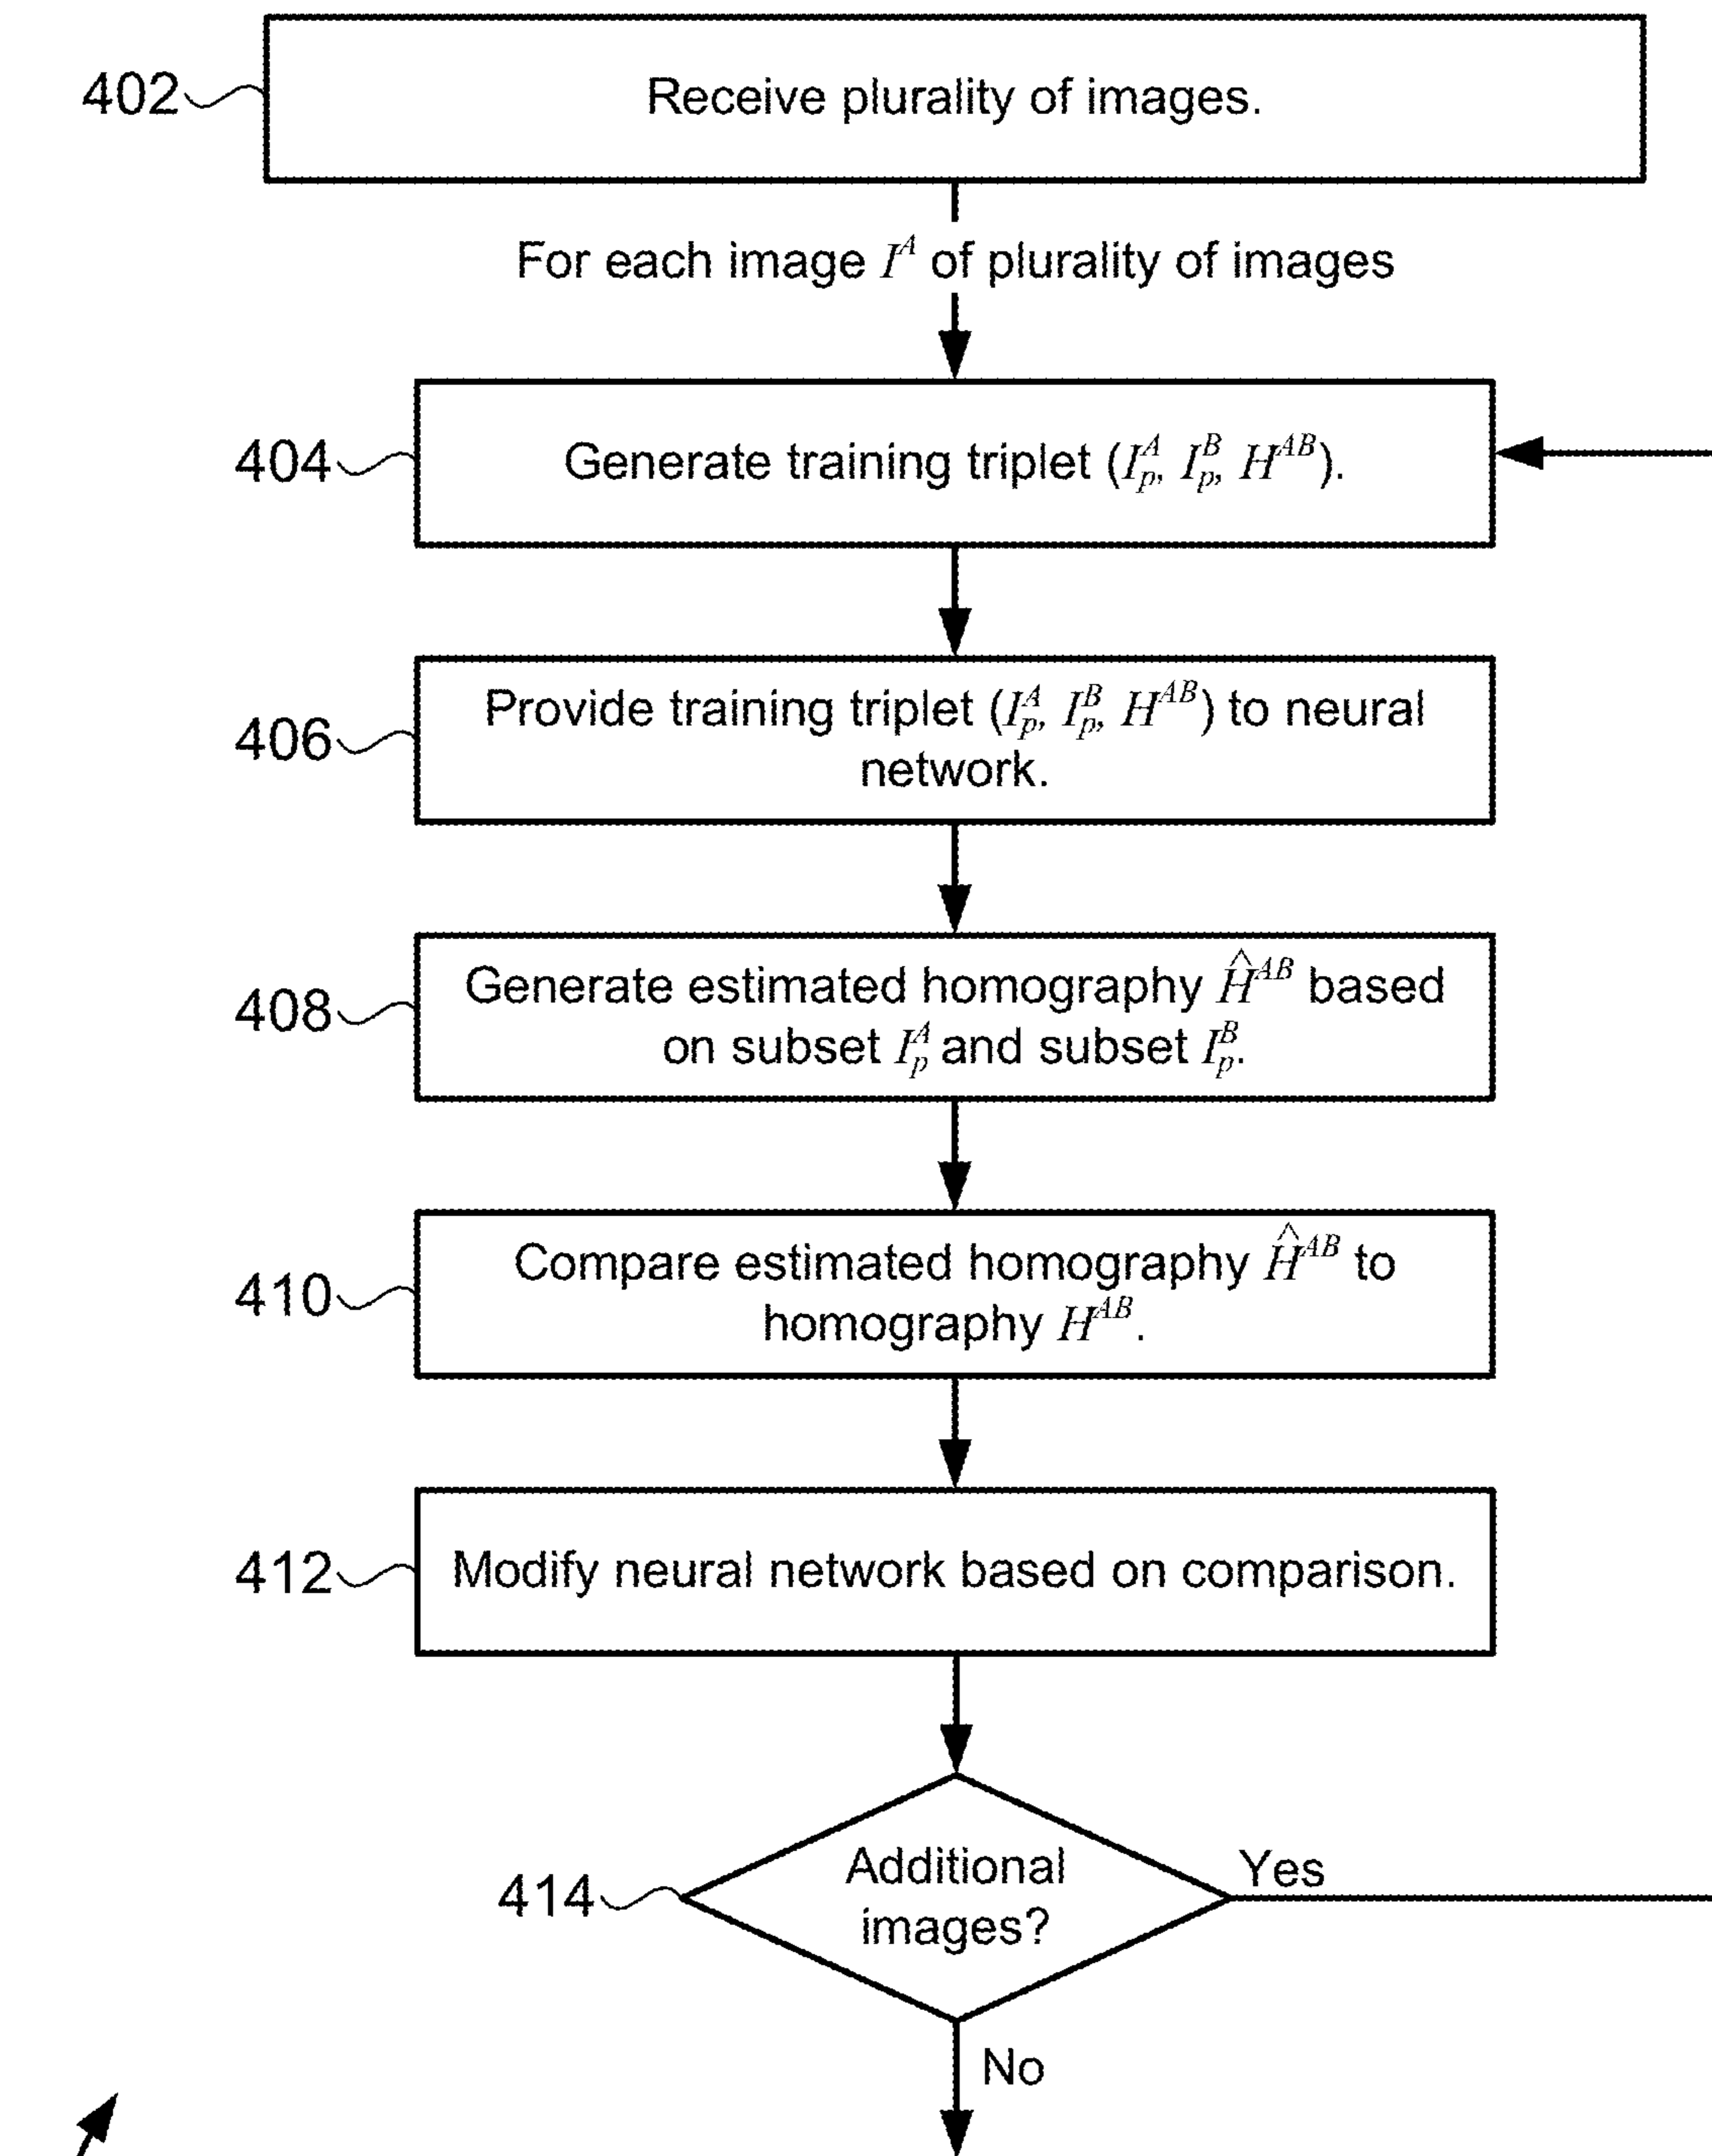 402
Receive plurality of images.
For each image I^A of plurality of images
404
Generate training triplet (I_p^A, I_p^B, H^AB).
406
Provide training triplet (I_p^A, I_p^B, H^AB) to neural
network.
408
Generate estimated homography Ĥ^AB based
on subset I_p^A and subset I_p^B.
410
Compare estimated homography Ĥ^AB to
homography H^AB.
412
Modify neural network based on comparison.
414
Additional
images?
Yes
No